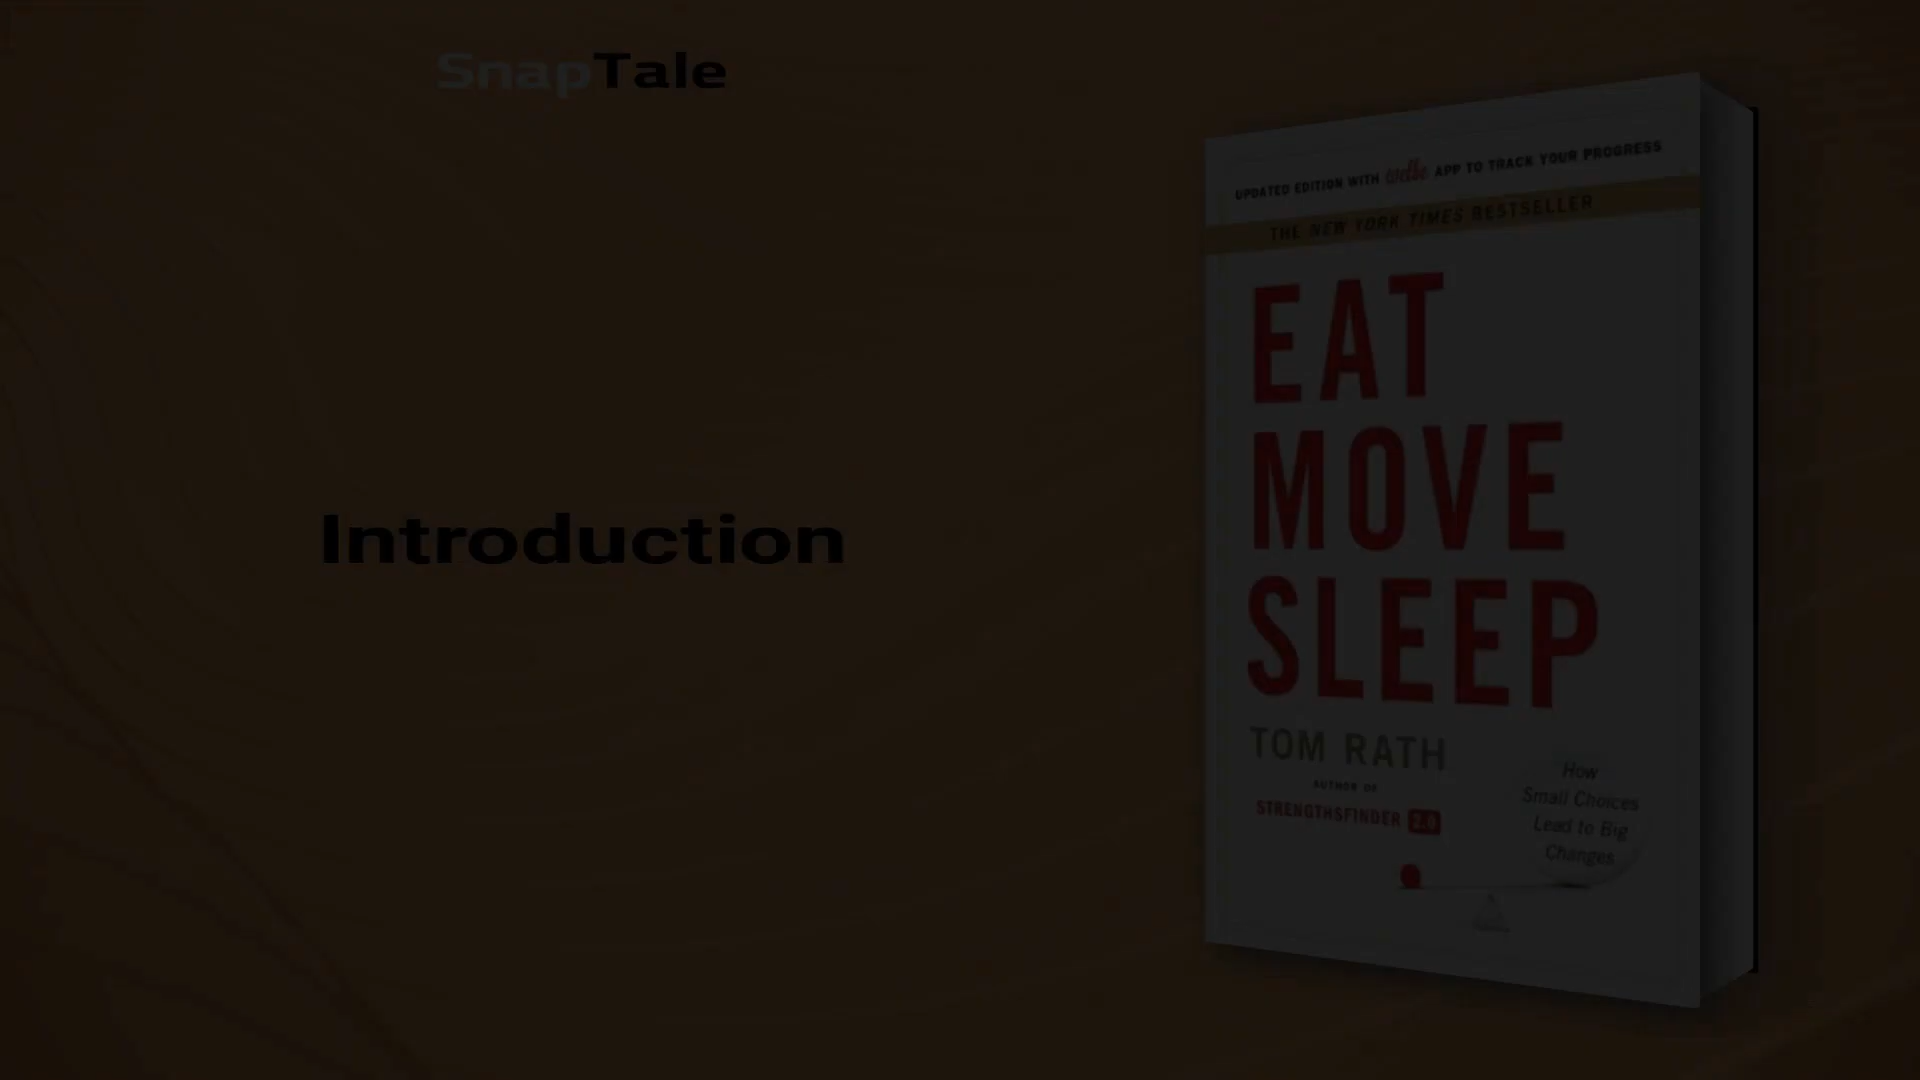 SnapTale
Introduction
UPDATED EDITION WITH welbe APP TO TRACK YOUR PROGRESS
THE NEW YORK TIMES BESTSELLER
EAT
MOVE
SLEEP
TOM RATH
AUTHOR OF
STRENGTHSFINDER 2.0
How
Small Choices
Lead to Big
Changes